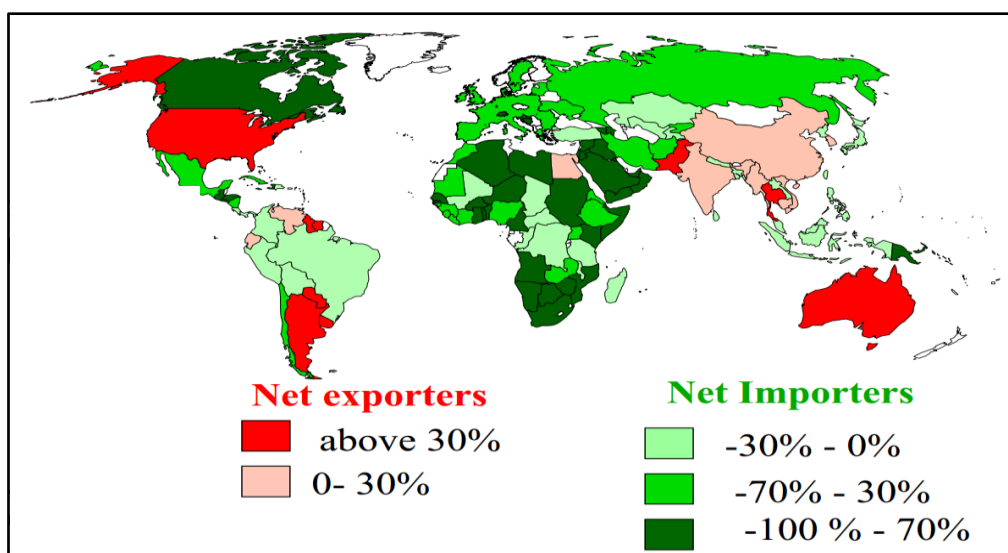 Net exporters
above 30%
0- 30%
Net Importers
-30% - 0%
-70% - 30%
-100 % - 70%